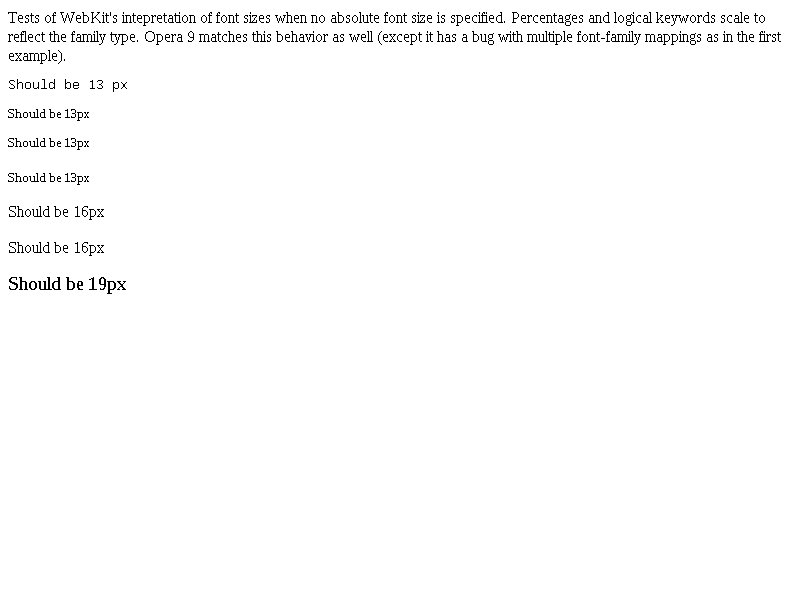 Tests of WebKit's intepretation of font sizes when no absolute font size is specified. Percentages and logical keywords scale to
reflect the family type. Opera 9 matches this behavior as well (except it has a bug with multiple font-family mappings as in the first
example).
Should be 13 px
Should be 13px
Should be 13px
Should be 13px
Should be 16px
Should be 16px
Should be 19px